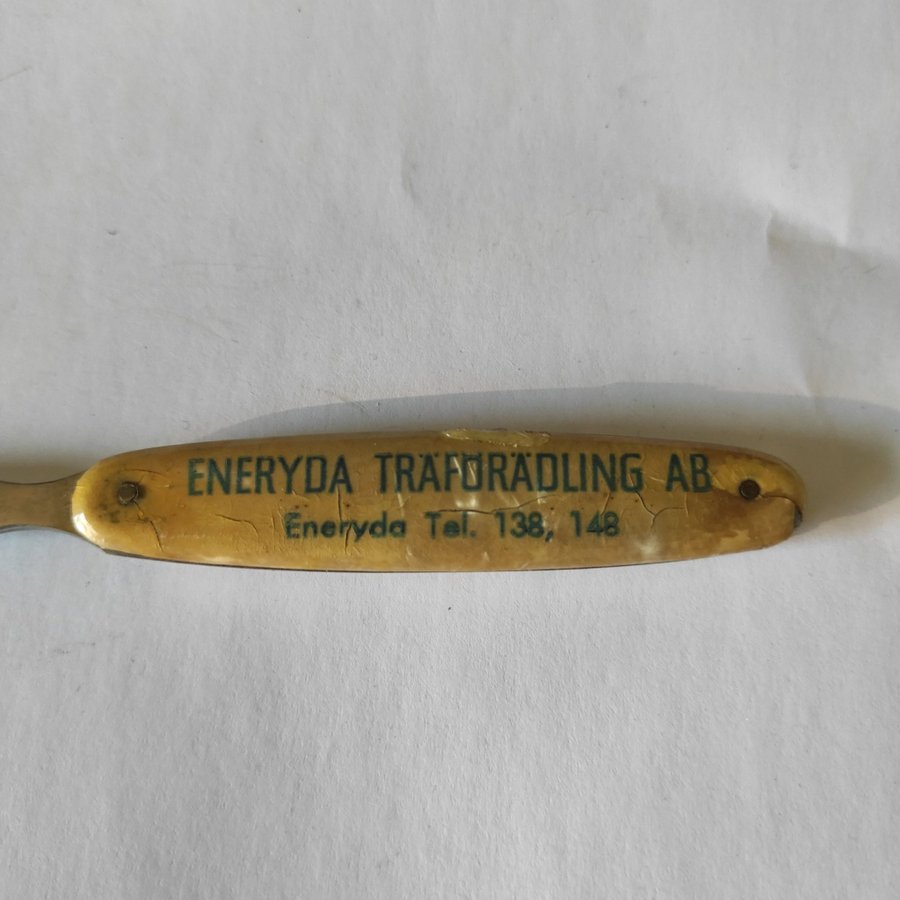 ENERYDA TRÄFÖRÄDLING AB
Eneryda Tel. 138, 148